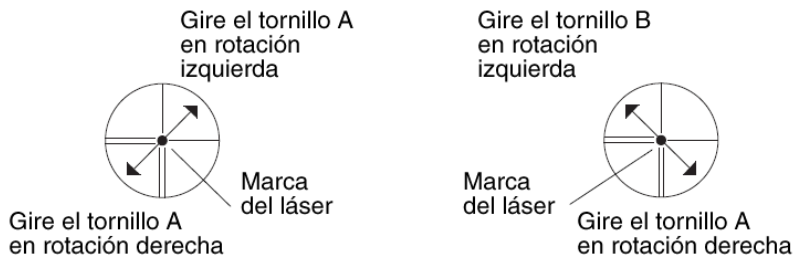 Gire el tornillo A
en rotación
izquierda
Marca
del láser
Gire el tornillo A
en rotación derecha
Gire el tornillo B
en rotación
izquierda
Marca
del láser
Gire el tornillo A
en rotación derecha